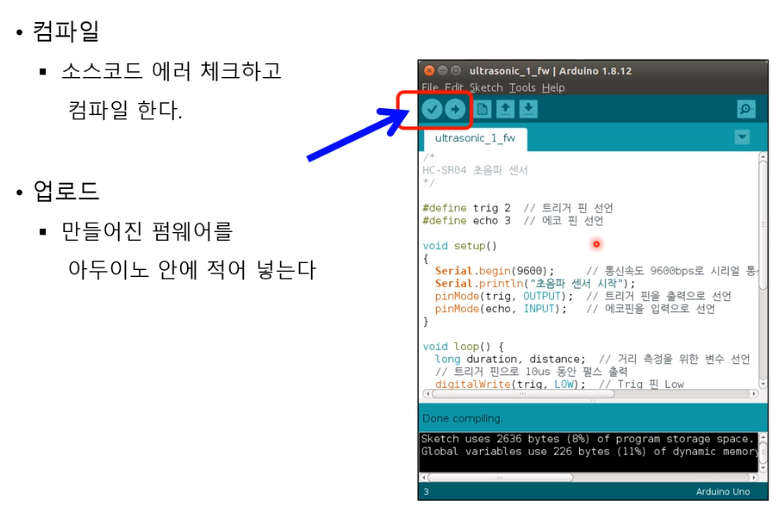 • 컴파일
▪ 소스코드 에러 체크하고
컴파일 한다.
• 업로드
▪ 만들어진 펌웨어를
아두이노 안에 적어 넣는다
ultrasonic_1_fw | Arduino 1.8.12
File Edit Sketch Tools Help
ultrasonic_1_fw
/*
HC-SR04 초음파 센서
*/
#define trig 2 // 트리거 핀 선언
#define echo 3 // 에코 핀 선언
void setup()
{
Serial.begin(9600); // 통신속도 9600bps로 시리얼 통
Serial.println("초음파 센서 시작");
pinMode(trig, OUTPUT); // 트리거 핀을 출력으로 선언
pinMode(echo, INPUT); // 에코핀을 입력으로 선언
}
void loop() {
long duration, distance; // 거리 측정을 위한 변수 선언
// 트리거 핀으로 10us 동안 펄스 출력
digitalWrite(trig, LOW); // Trig 핀 Low
Done compiling.
Sketch uses 2636 bytes (8%) of program storage space.
Global variables use 226 bytes (11%) of dynamic memory
3
Arduino Uno